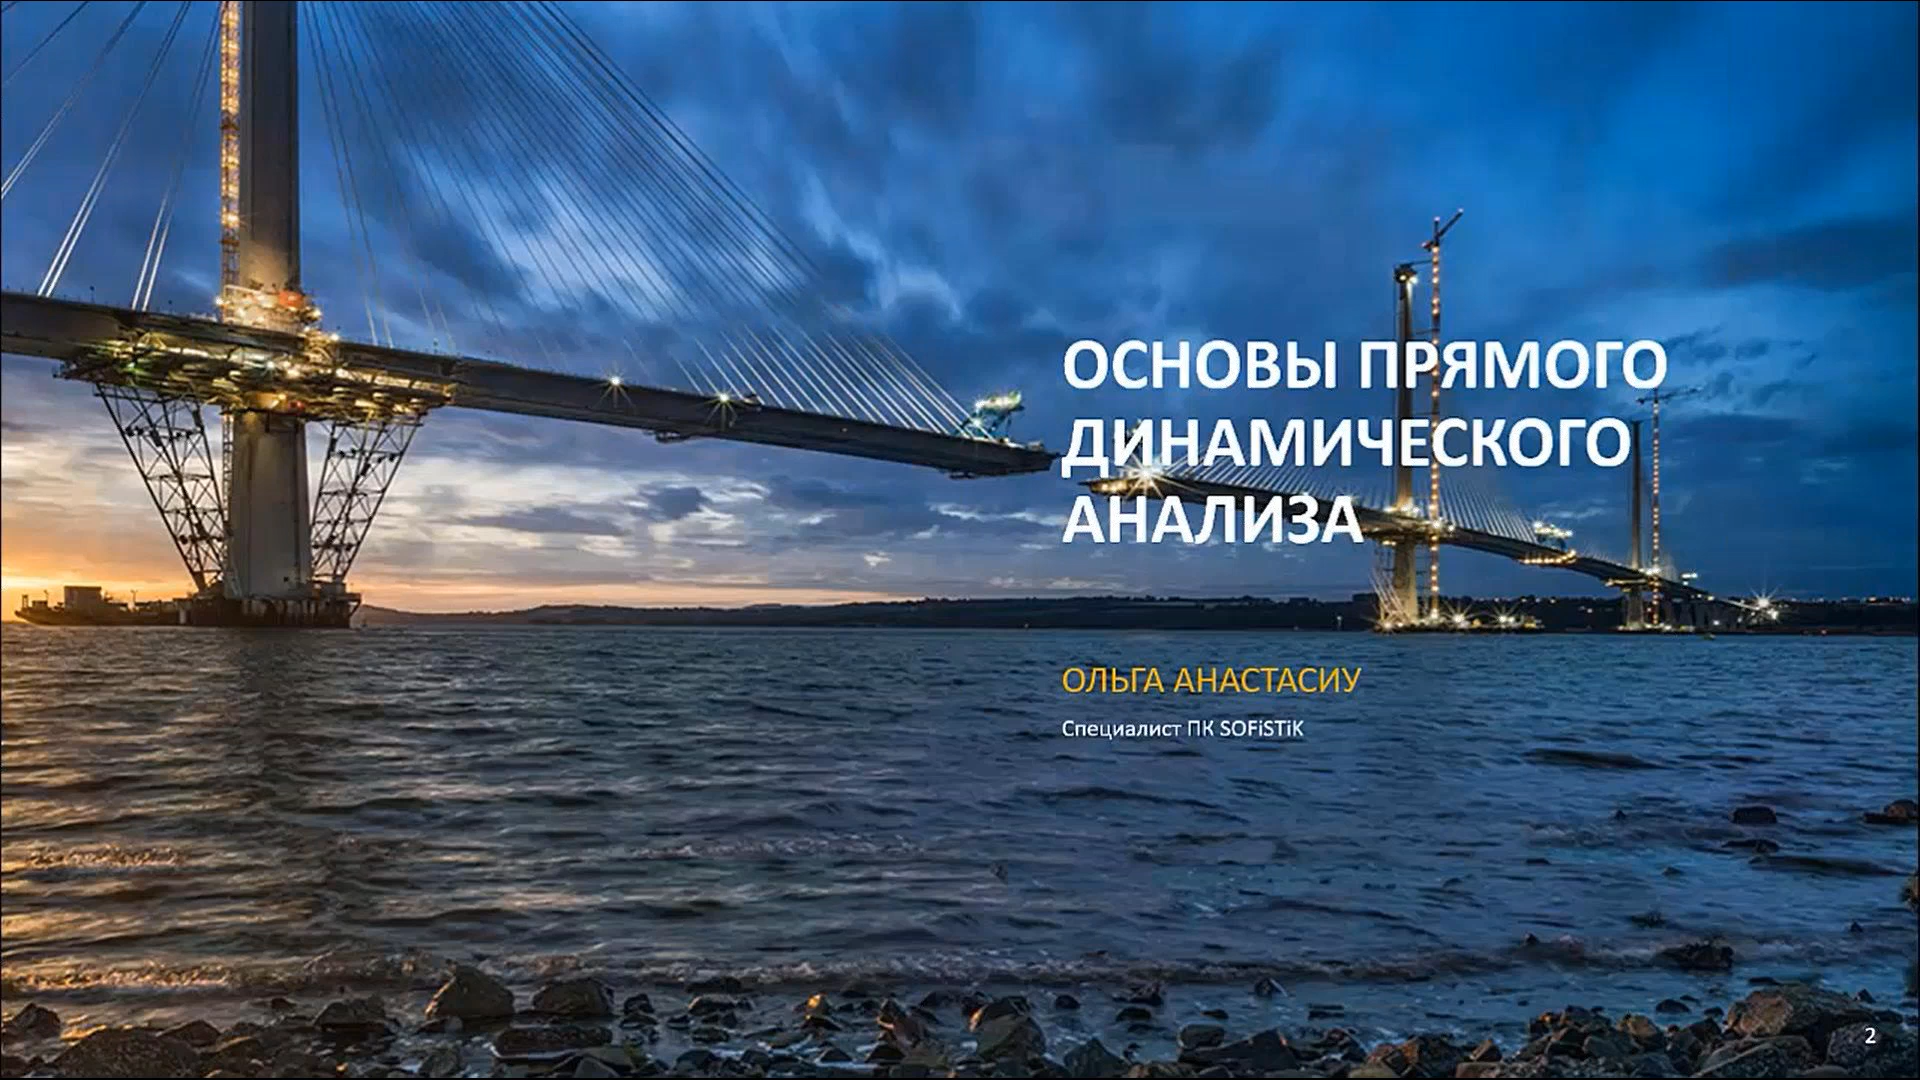 ОСНОВЫ ПРЯМОГО
ДИНАМИЧЕСКОГО
АНАЛИЗА
ОЛЬГА АНАСТАСИУ
Специалист ПК SOFiSTiK
2